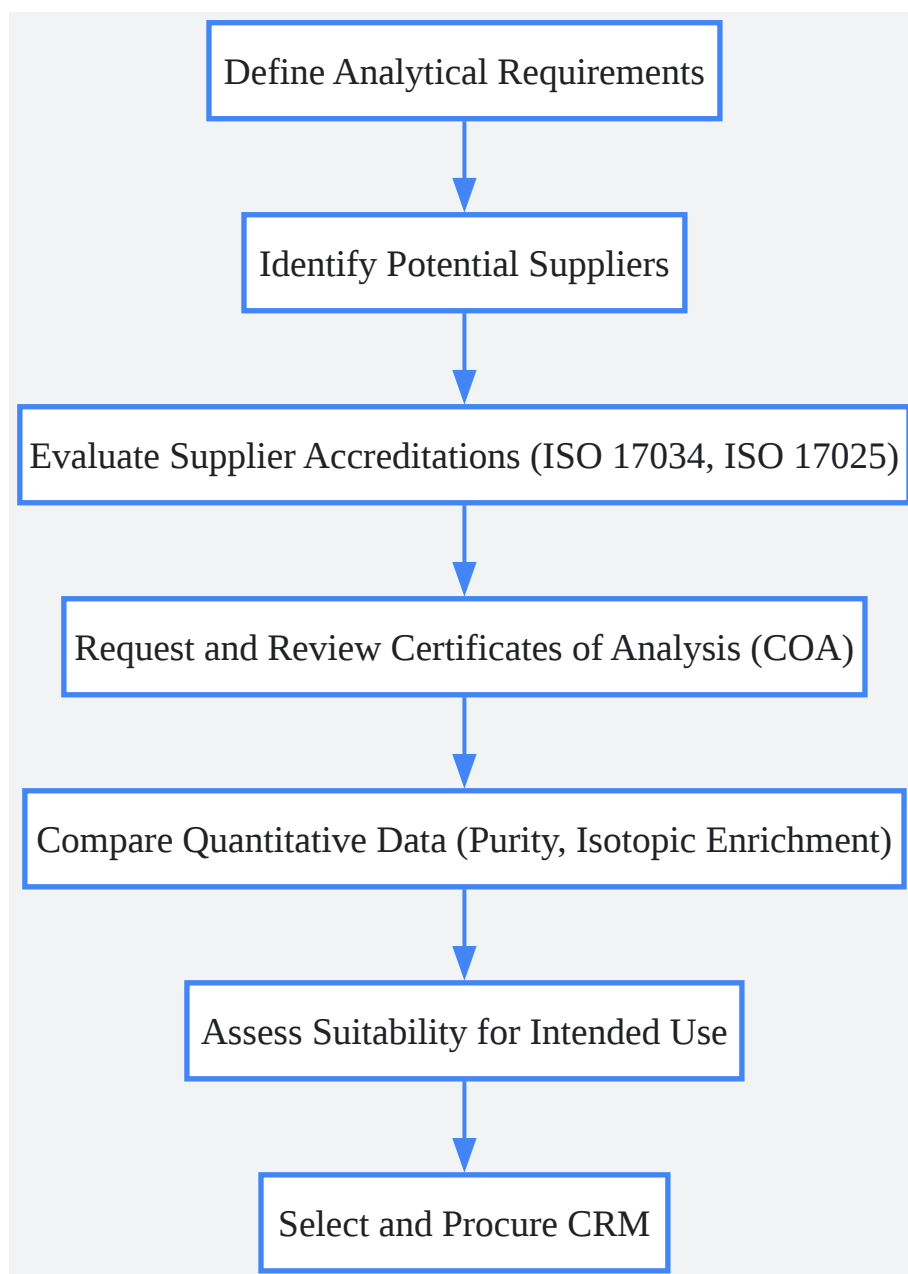 Define Analytical Requirements
Identify Potential Suppliers
Evaluate Supplier Accreditations (ISO 17034, ISO 17025)
Request and Review Certificates of Analysis (COA)
Compare Quantitative Data (Purity, Isotopic Enrichment)
Assess Suitability for Intended Use
Select and Procure CRM